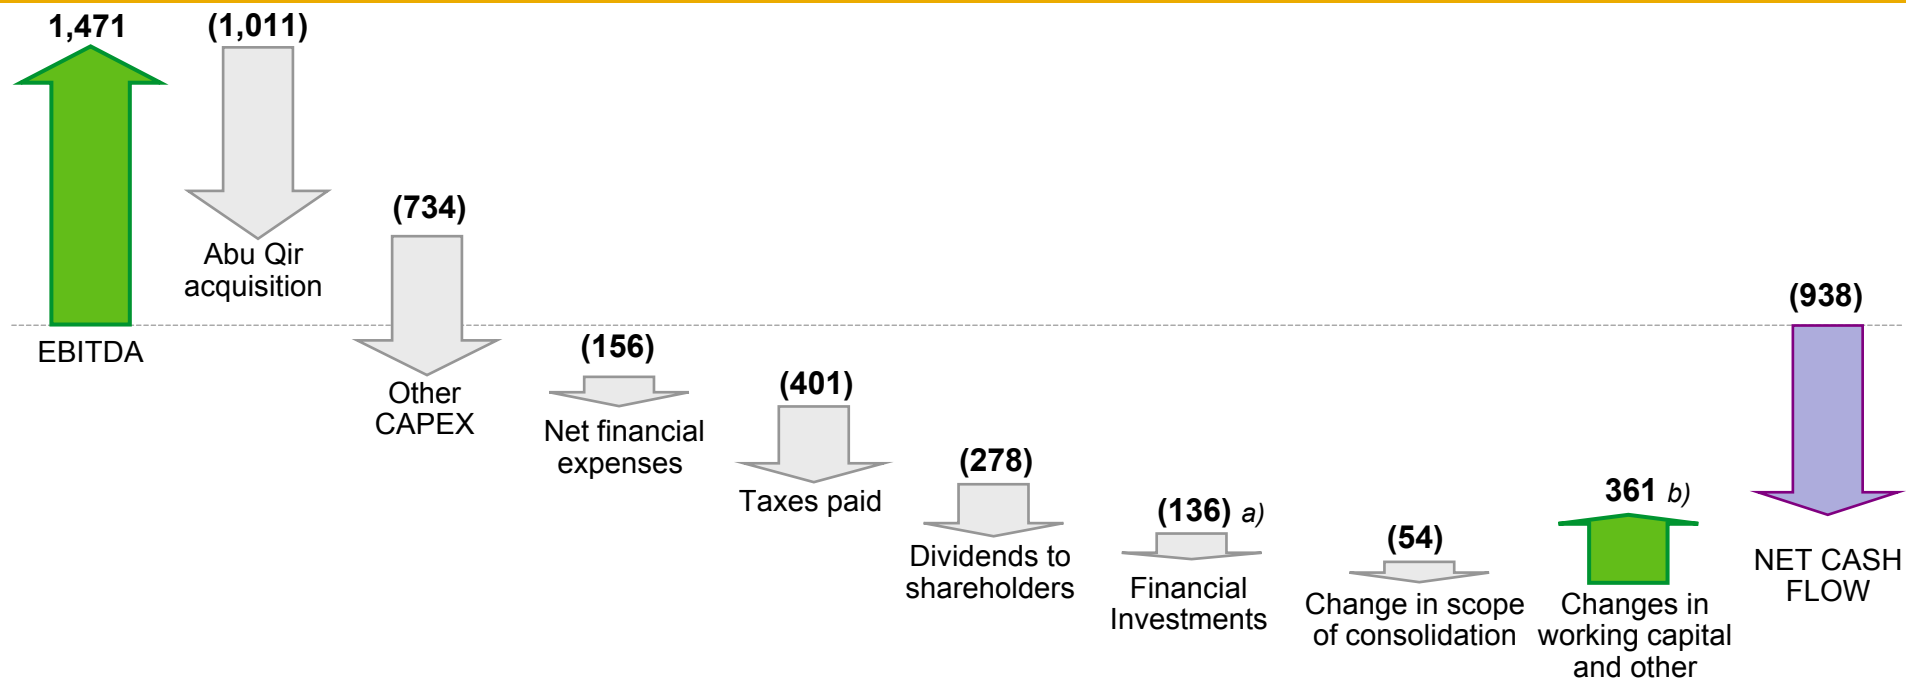 1,471
EBITDA
(1,011)
Abu Qir
acquisition
(734)
Other
CAPEX
(156)
Net financial
expenses
(401)
Taxes paid
(278)
Dividends to
shareholders
(136) a)
Financial
Investments
(54)
Change in scope
of consolidation
361 b)
Changes in
working capital
and other
(938)
NET CASH
FLOW